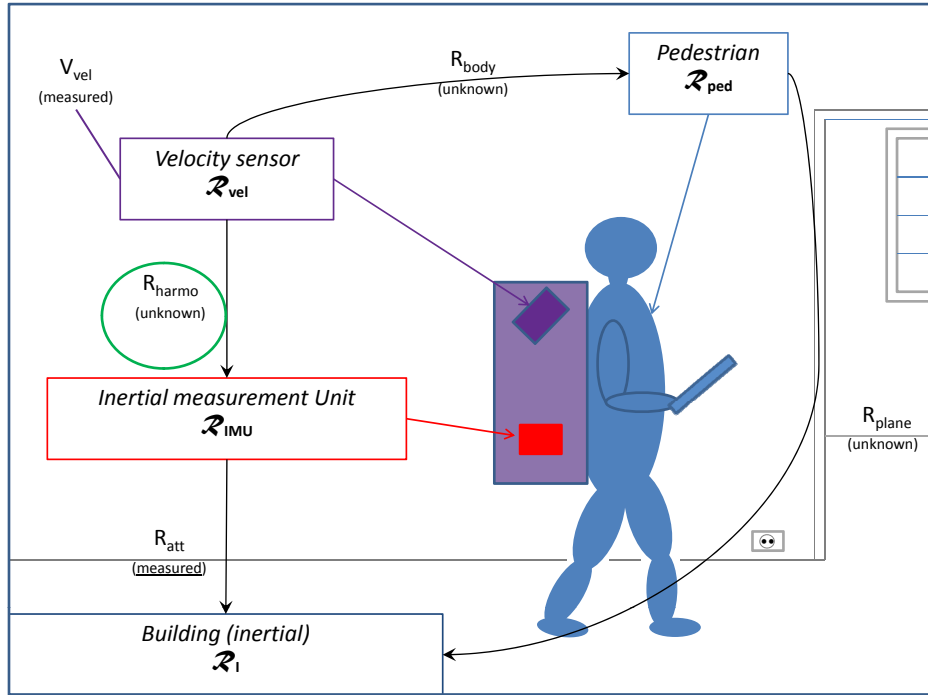 V_vel
(measured)
R_body
(unknown)
Pedestrian
𝓡_ped
Velocity sensor
𝓡_vel
R_harmo
(unknown)
Inertial measurement Unit
𝓡_IMU
R_plane
(unknown)
R_att
(measured)
Building (inertial)
𝓡_I